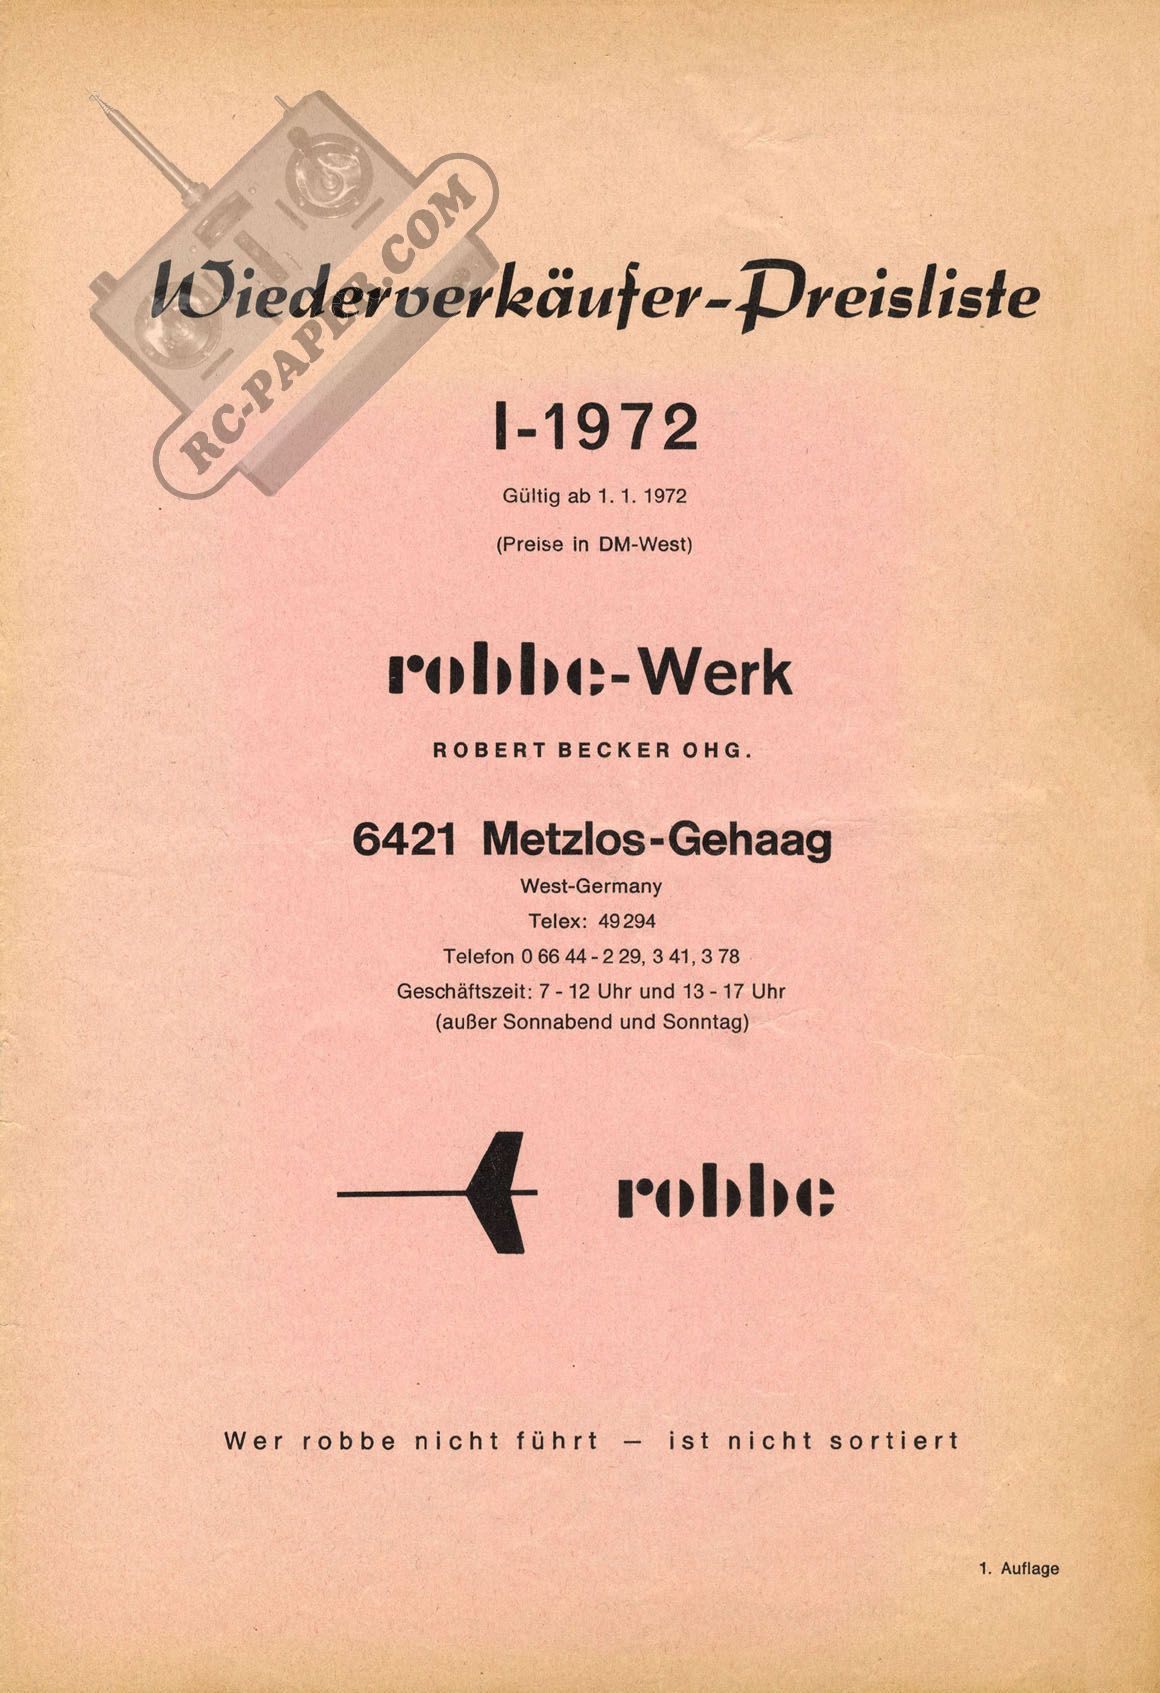 RC-PAPER.COM
Wiederverkäufer-Preisliste
I-1972
Gültig ab 1. 1. 1972
(Preise in DM-West)
robbe-Werk
ROBERT BECKER OHG.
6421 Metzlos-Gehaag
West-Germany
Telex: 49294
Telefon 0 66 44 - 2 29, 3 41, 3 78
Geschäftszeit: 7 - 12 Uhr und 13 - 17 Uhr
(außer Sonnabend und Sonntag)
robbe
Wer robbe nicht führt – ist nicht sortiert
1. Auflage